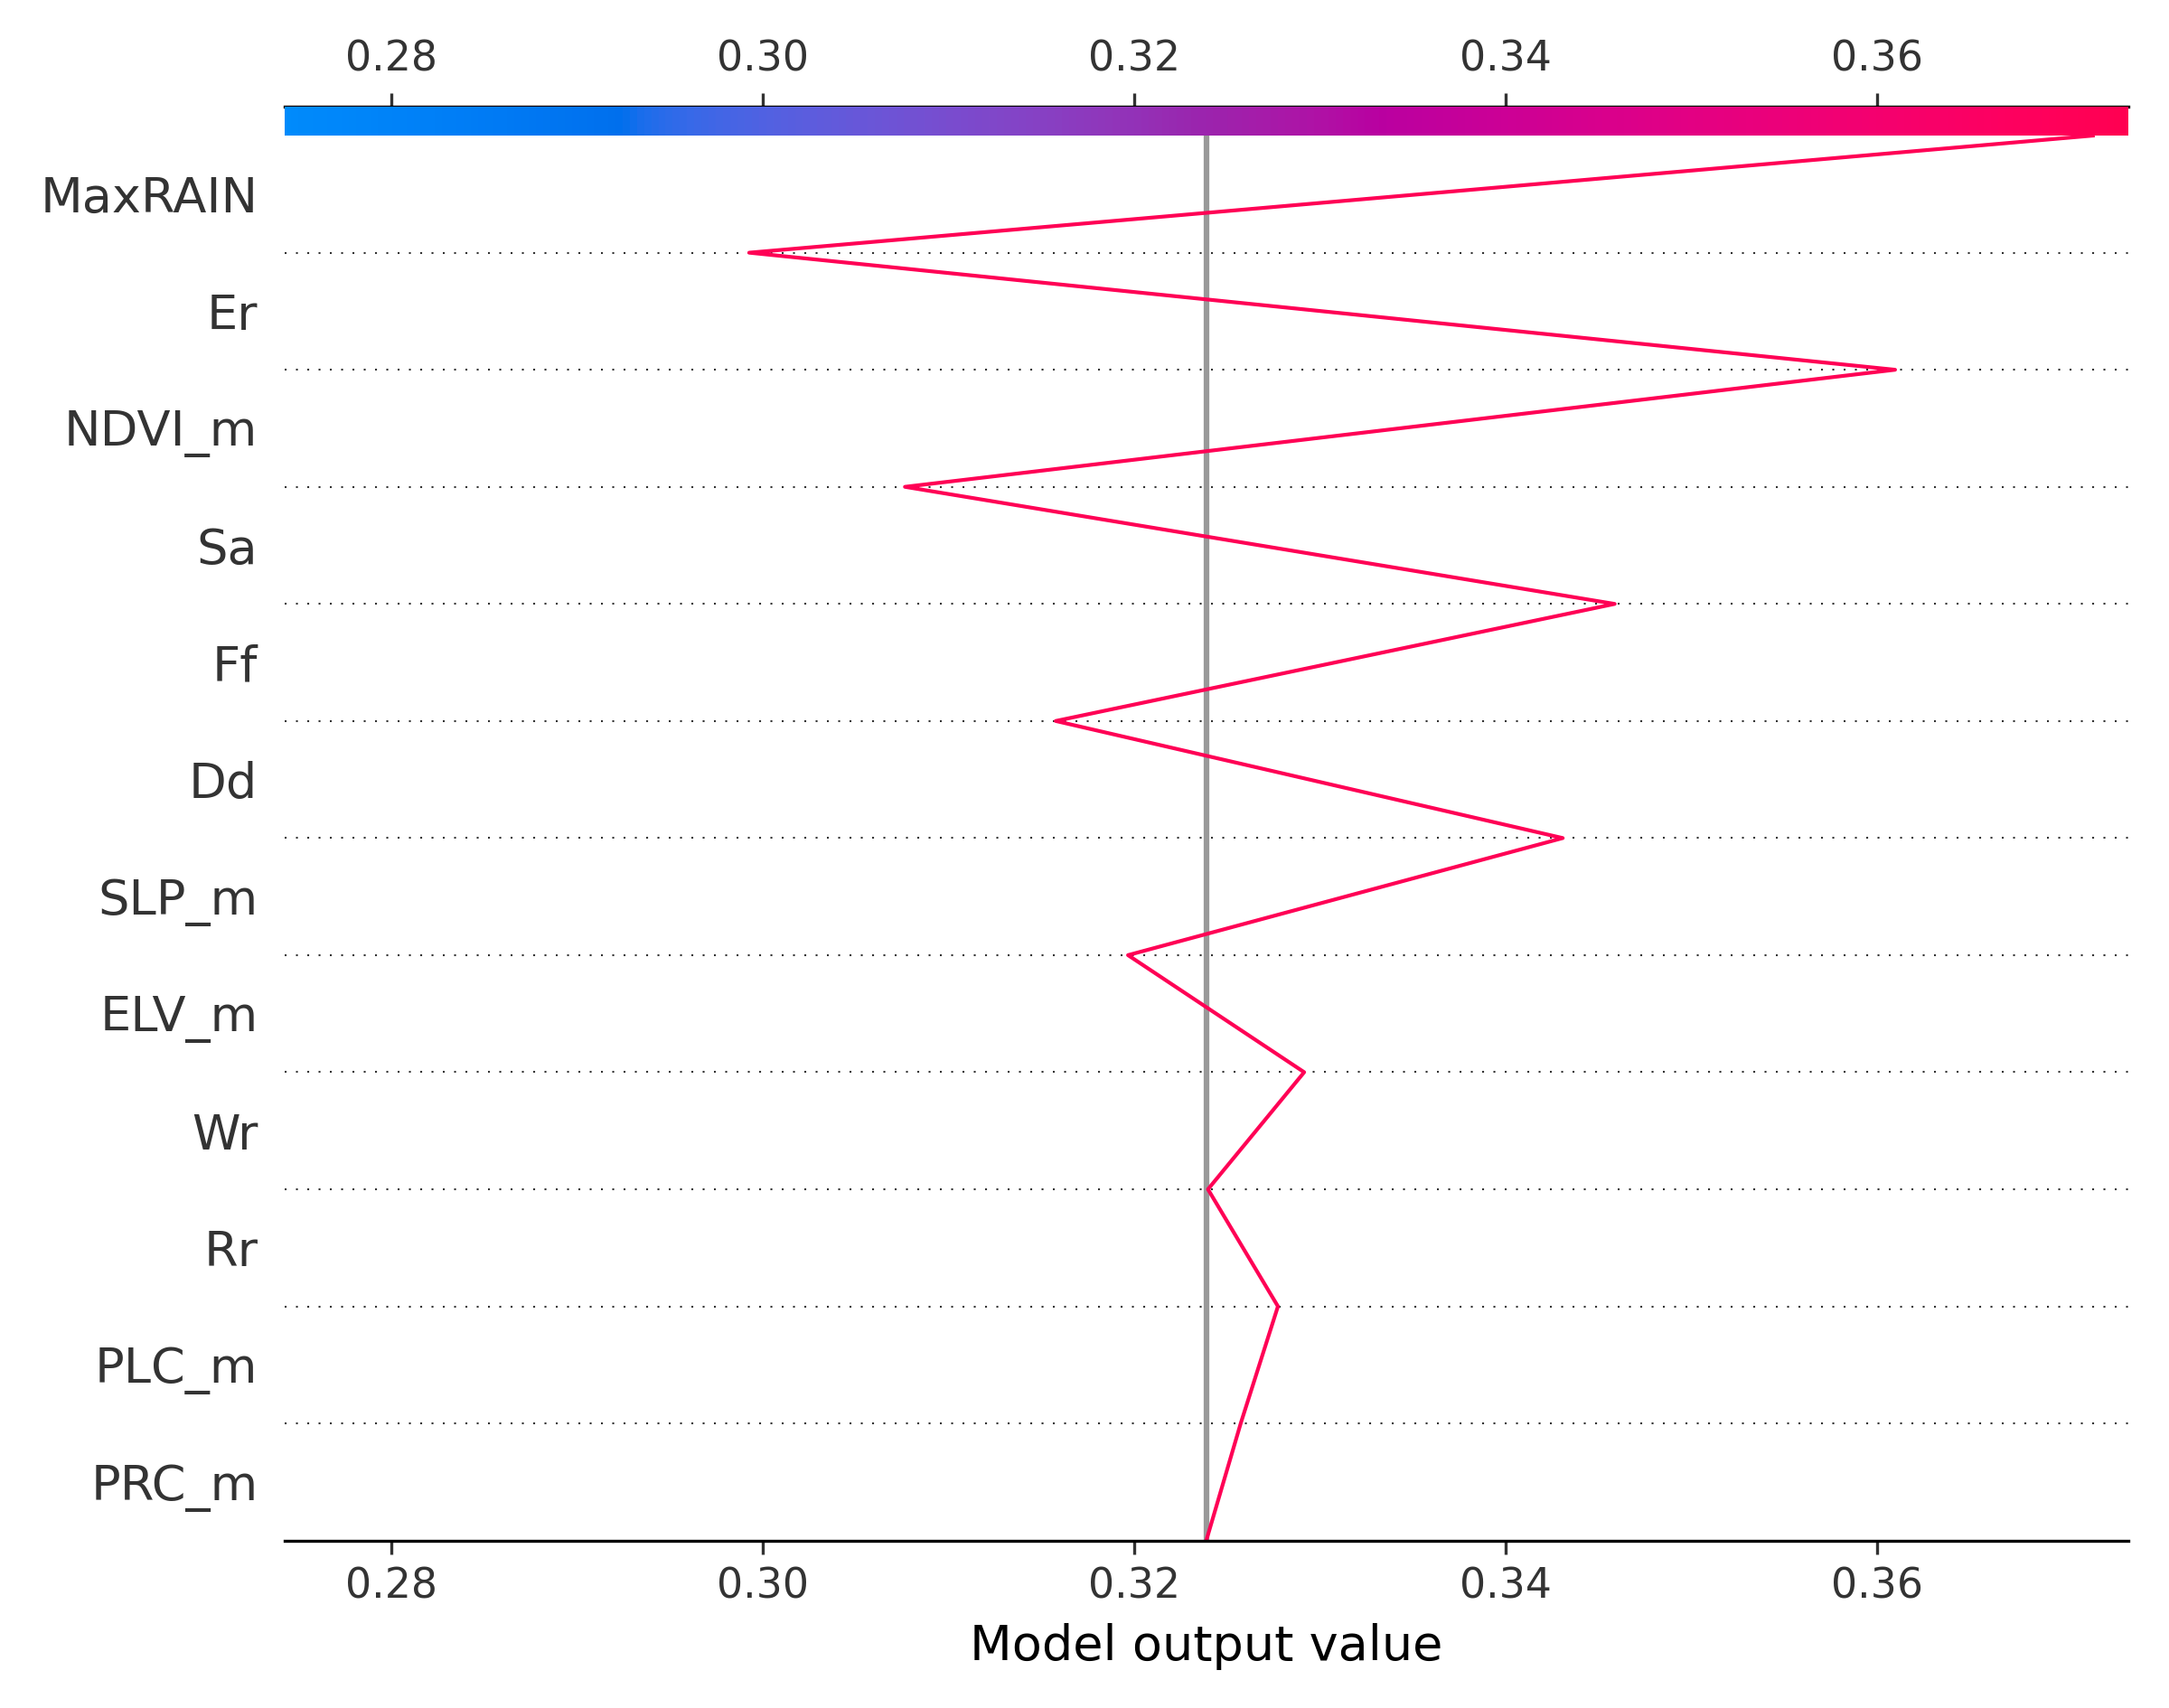 0.28 0.30 0.32 0.34 0.36
MaxRAIN
Er
NDVI_m
Sa
Ff
Dd
SLP_m
ELV_m
Wr
Rr
PLC_m
PRC_m
0.28 0.30 0.32 0.34 0.36
Model output value